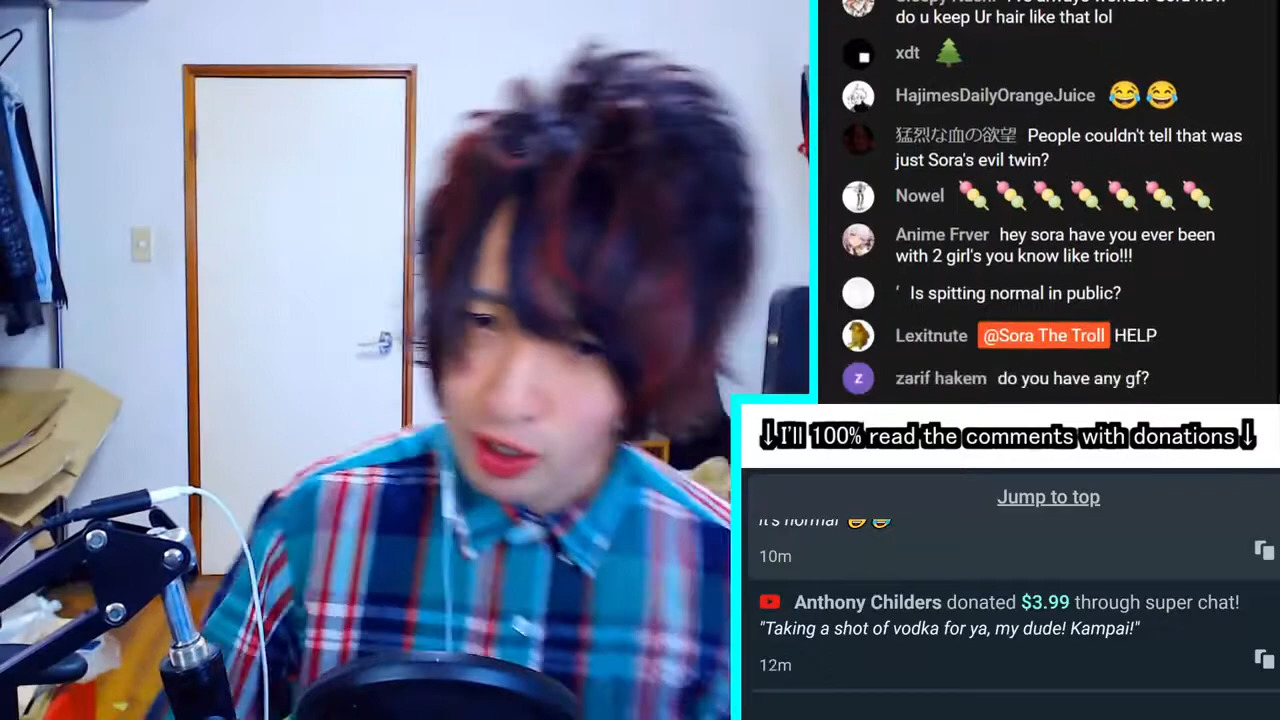 do u keep Ur hair like that lol
xdt 🌲
HajimesDailyOrangeJuice 😂😂
猛烈な血の欲望 People couldn't tell that was
just Sora's evil twin?
Nowel 🍡🍡🍡🍡🍡🍡🍡
Anime Frver hey sora have you ever been
with 2 girl's you know like trio!!!
‘ Is spitting normal in public?
Lexitnute @Sora The Troll HELP
z zarif hakem do you have any gf?
↓I'll 100% read the comments with donations↓
Jump to top
it's normal
10m
Anthony Childers donated $3.99 through super chat!
"Taking a shot of vodka for ya, my dude! Kampai!"
12m